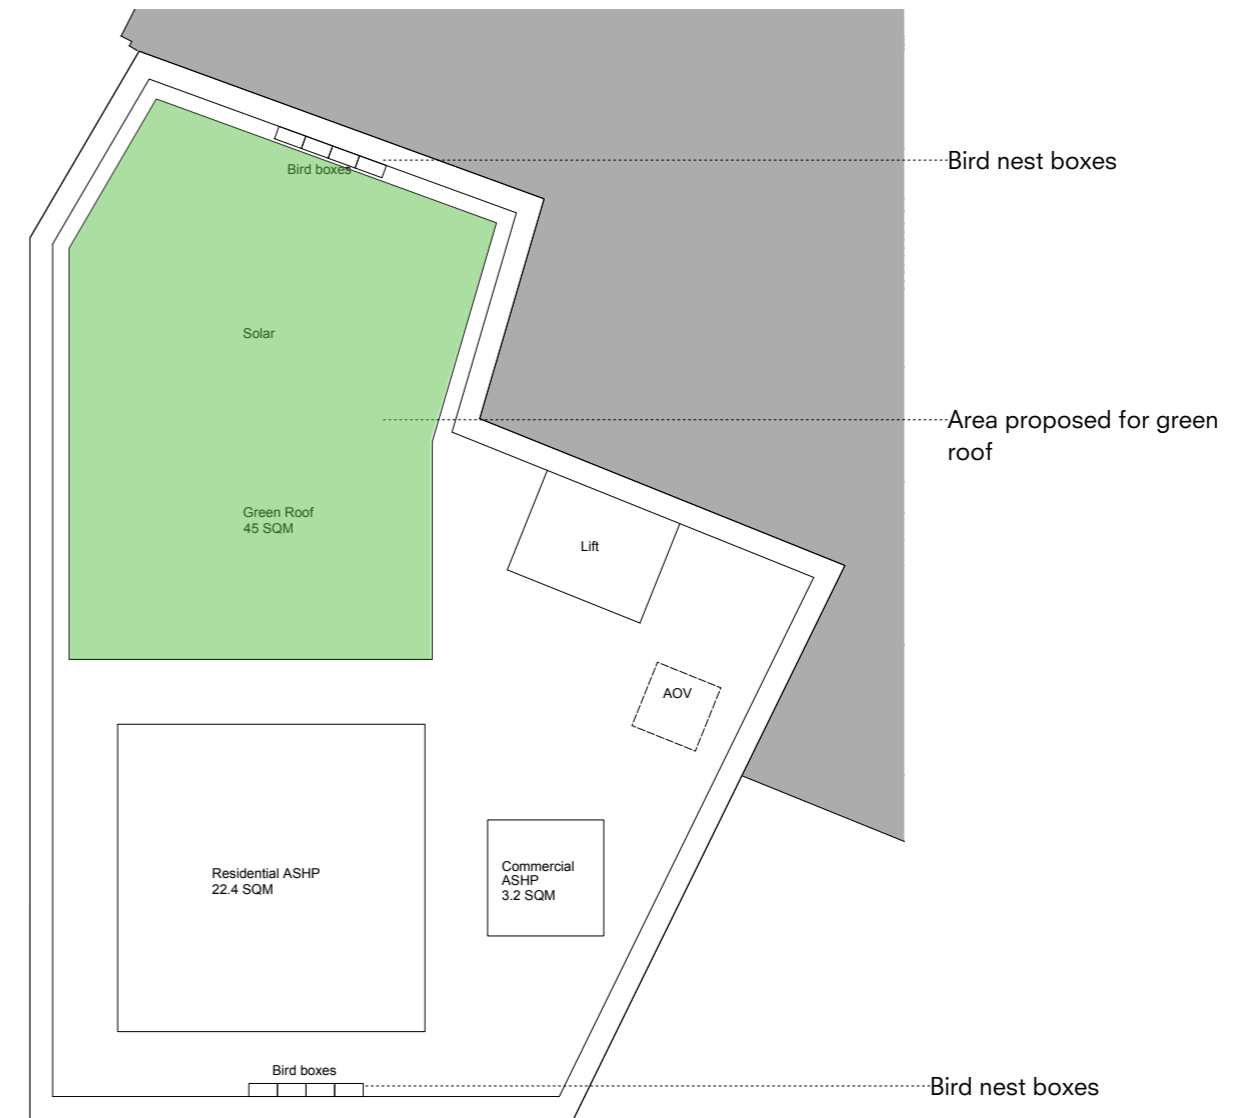 Bird nest boxes
Bird boxes
Solar
Area proposed for green
roof
Green Roof
45 SQM
Lift
AOV
Residential ASHP
22.4 SQM
Commercial
ASHP
3.2 SQM
Bird boxes
Bird nest boxes